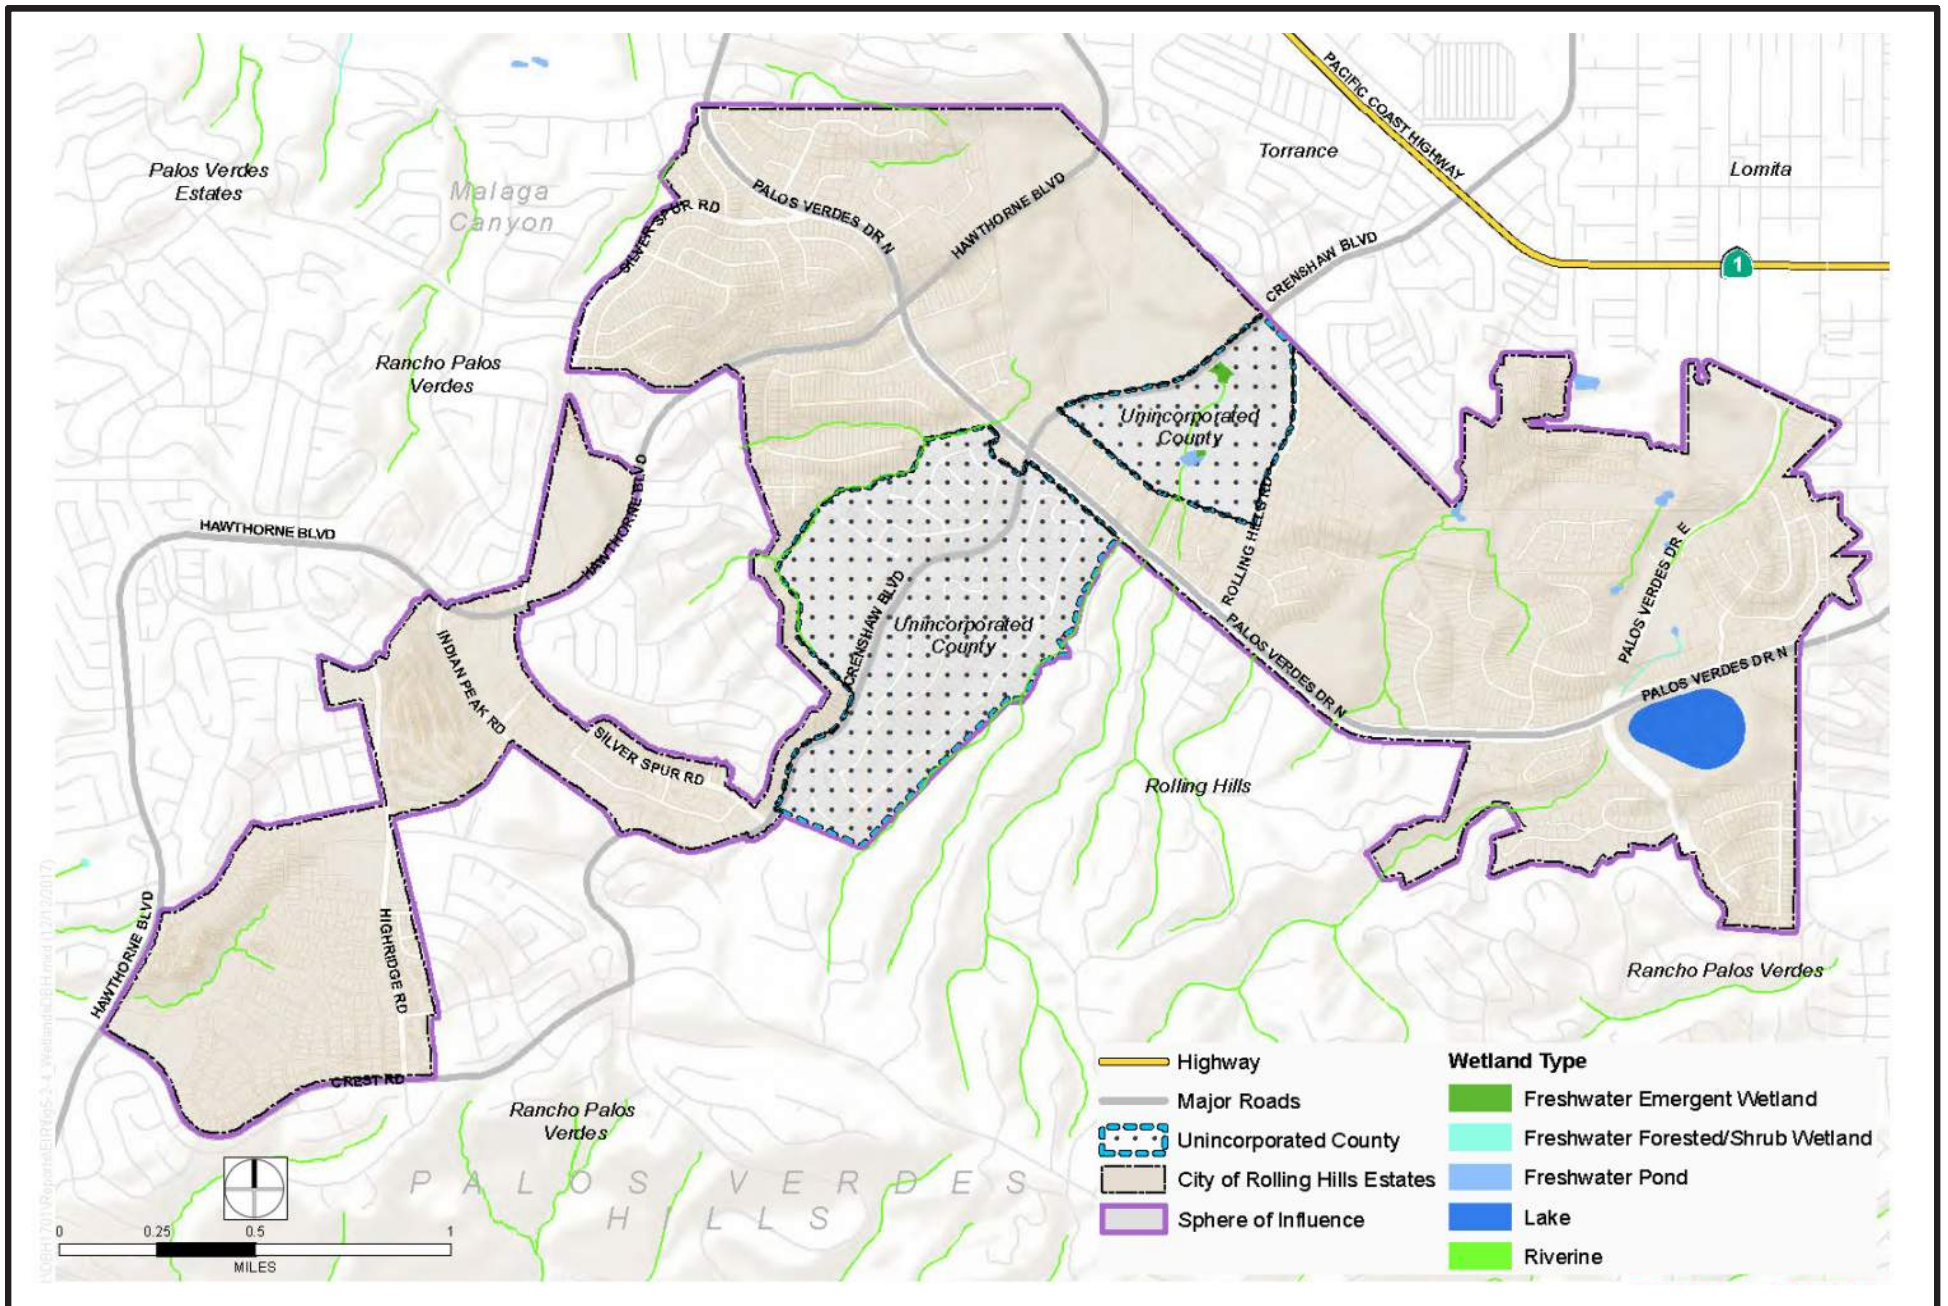 PACIFIC COAST HIGHWAY
Torrance
Lomita
Palos Verdes
Estates
Malaga
Canyon
SILVER SPUR RD
PALOS VERDES DR N
HAWTHORNE BLVD
CRENSHAW BLVD
1
Rancho Palos
Verdes
Unincorporated
County
HAWTHORNE BLVD
HAWTHORNE BLVD
ROLLING HILLS RD
PALOS VERDES DR E
CRENSHAW BLVD
Unincorporated
County
INDIAN PEAK RD
PALOS VERDES DR N
PALOS VERDES DR N
SILVER SPUR RD
Rolling Hills
HAWTHORNE BLVD
HIGHRIDGE RD
Rancho Palos Verdes
CREST RD
Rancho Palos
Verdes
PALOS VERDES
HILLS
0 0.25 0.5 1
MILES
Highway
Major Roads
Unincorporated County
City of Rolling Hills Estates
Sphere of Influence
Wetland Type
Freshwater Emergent Wetland
Freshwater Forested/Shrub Wetland
Freshwater Pond
Lake
Riverine